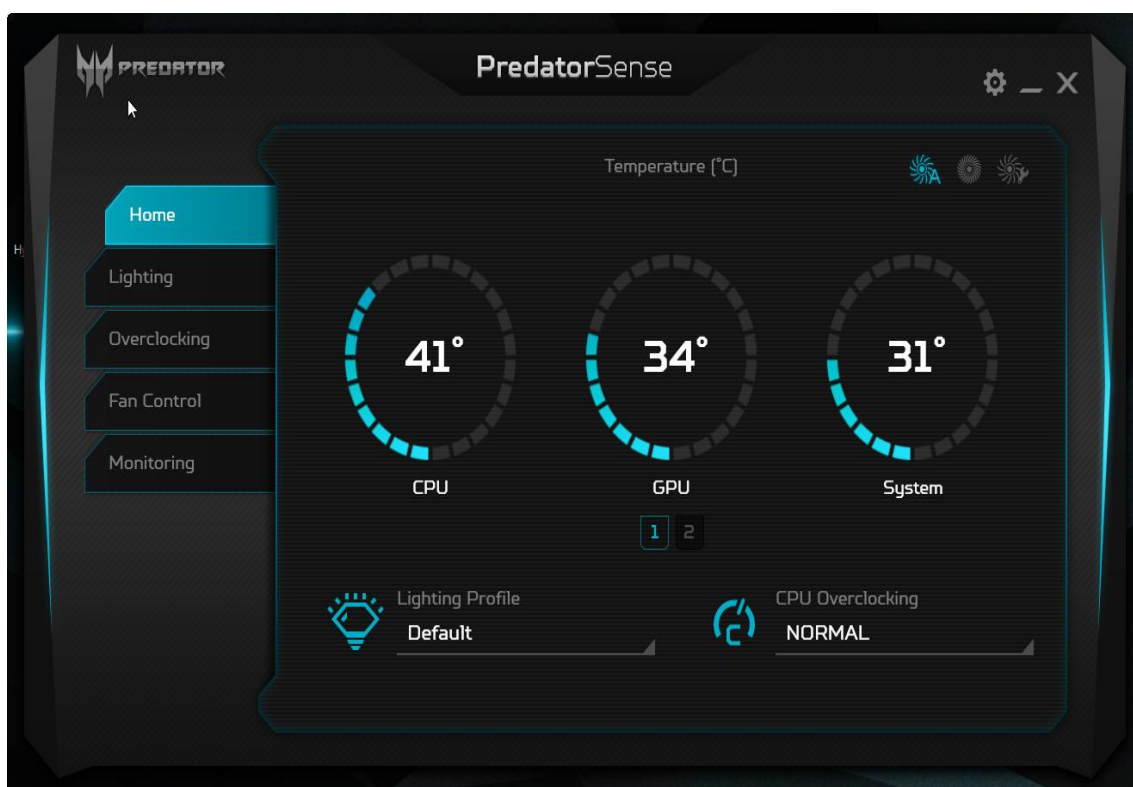 PREDATOR
PredatorSense
X
Temperature (°C)
A
Home
Lighting
Overclocking
Fan Control
Monitoring
41°
34°
31°
CPU
GPU
System
1 2
Lighting Profile
Default
C
CPU Overclocking
NORMAL